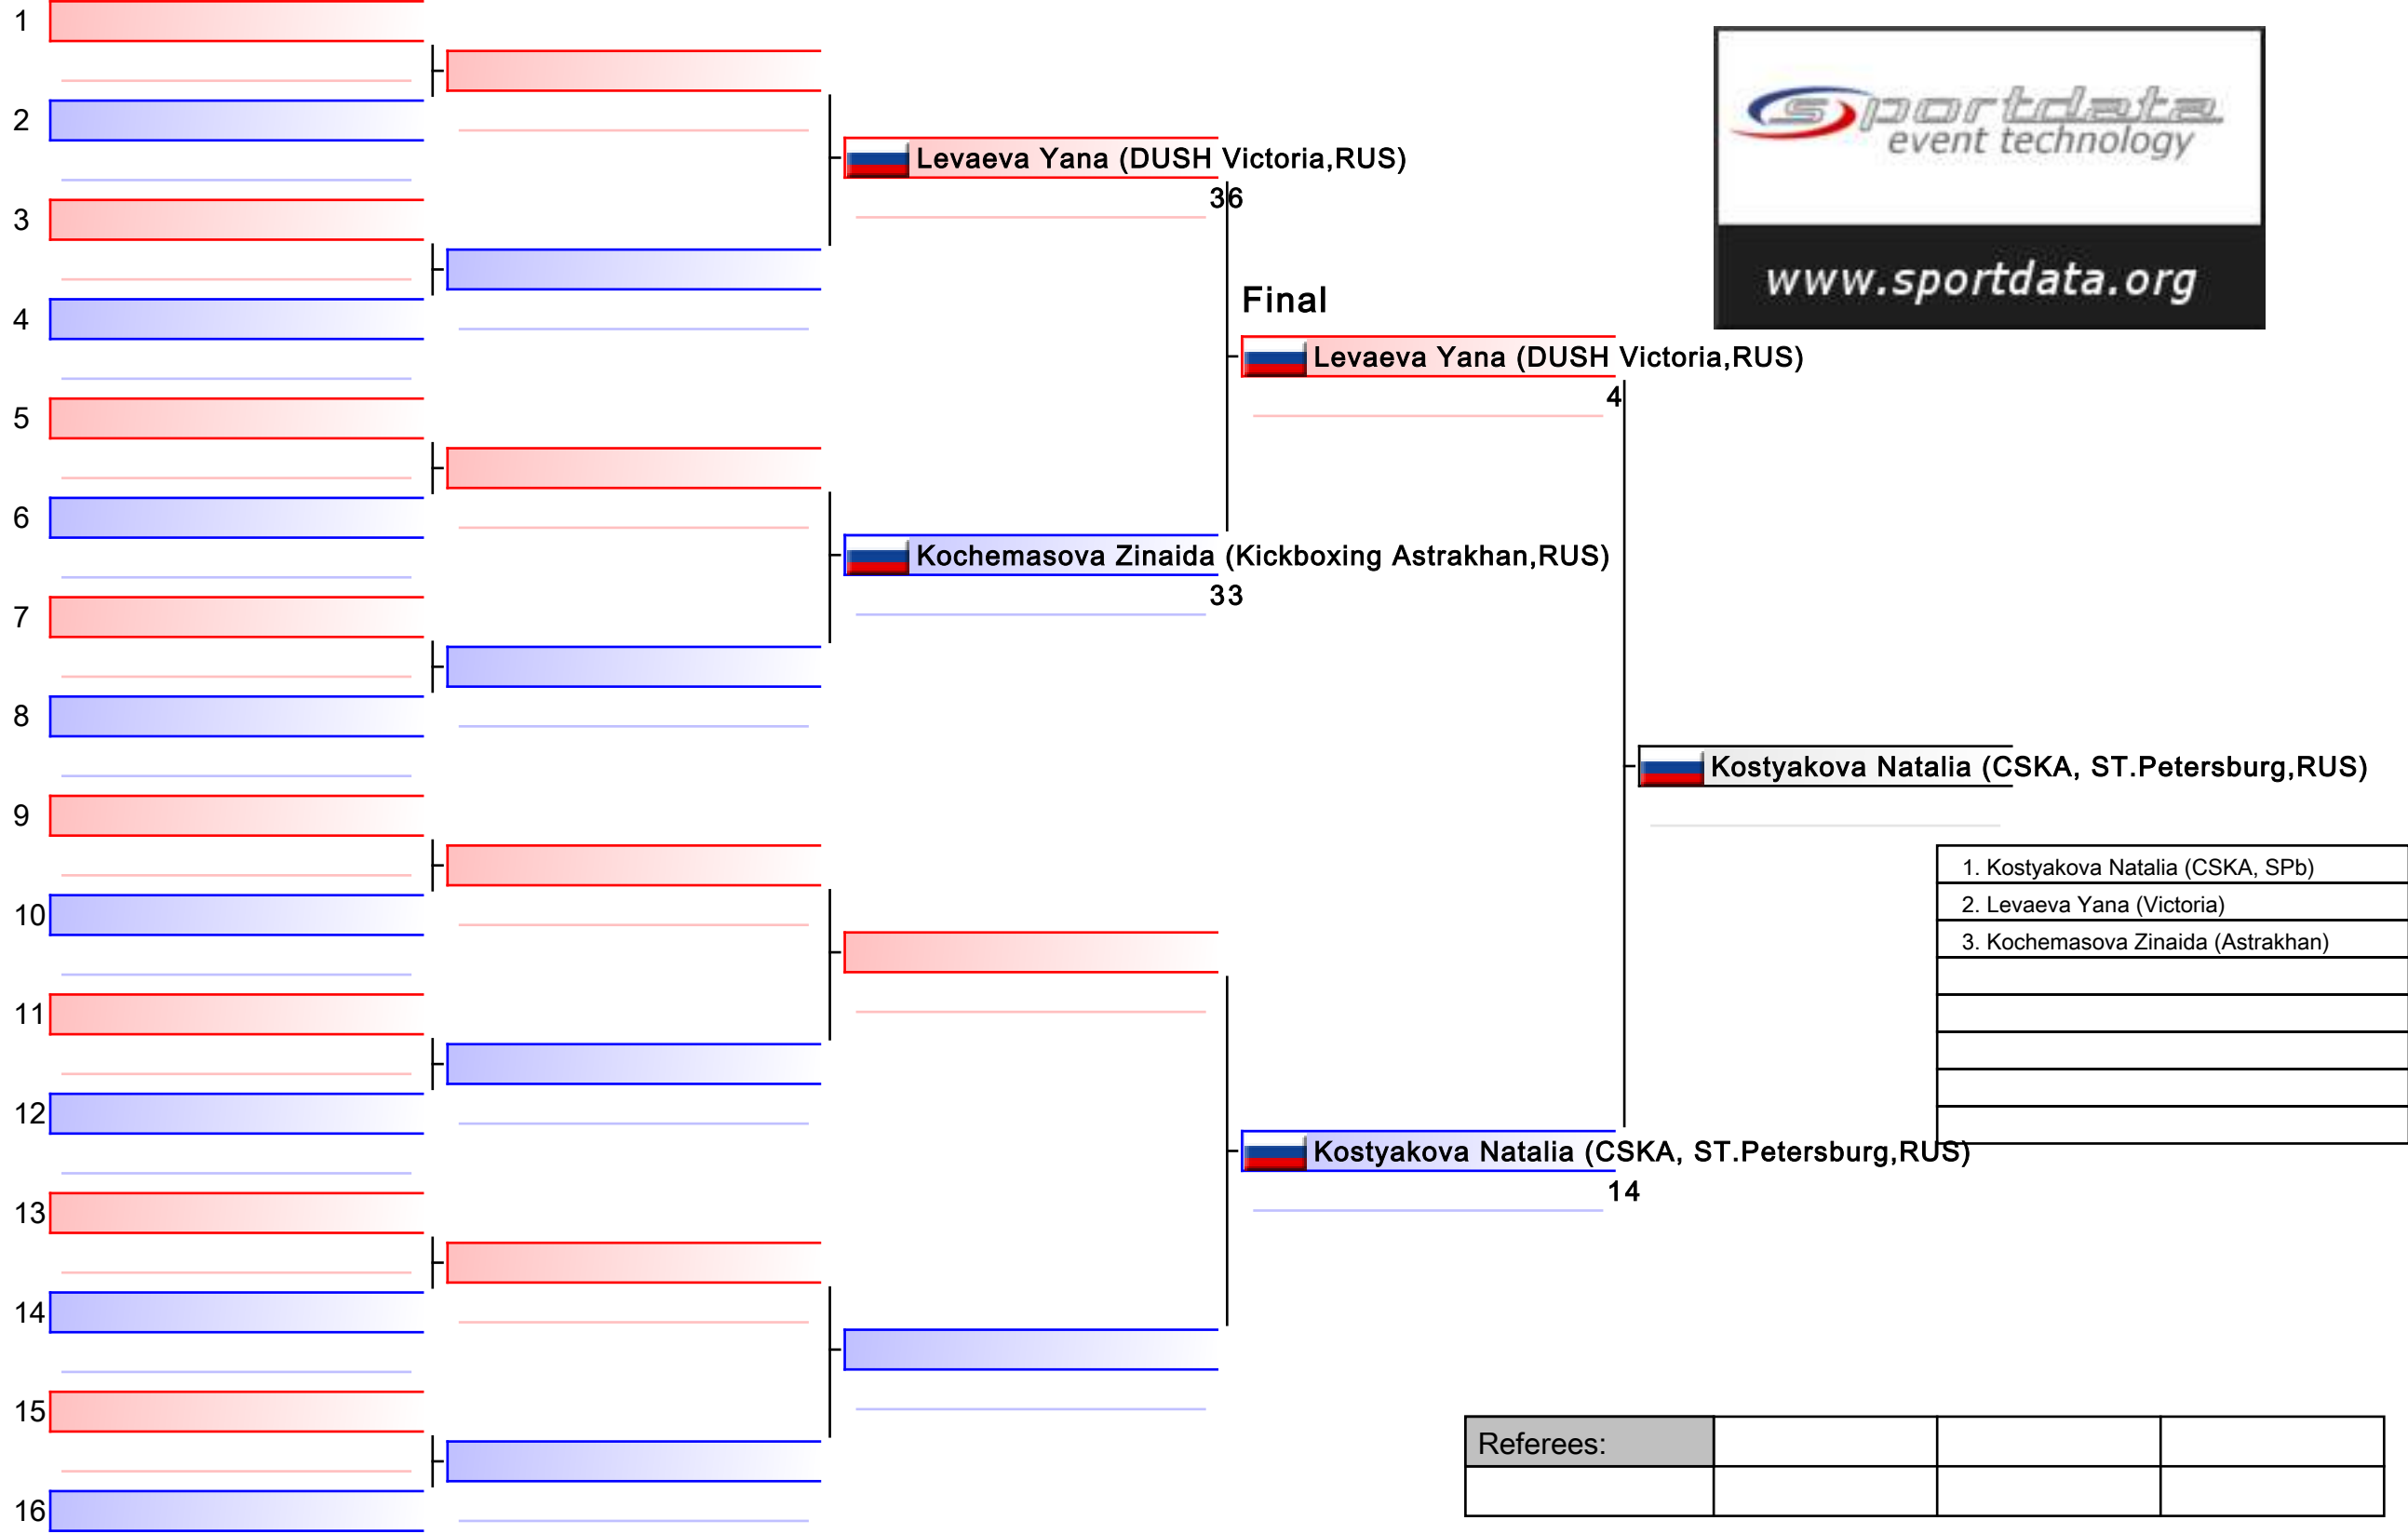 1
2
3
4
5
6
7
8
9
10
11
12
13
14
15
16
Levaeva Yana (DUSH Victoria,RUS)
36
Kochemasova Zinaida (Kickboxing Astrakhan,RUS)
33
Final
Levaeva Yana (DUSH Victoria,RUS)
4
Kostyakova Natalia (CSKA, ST.Petersburg,RUS)
14
Kostyakova Natalia (CSKA, ST.Petersburg,RUS)
sportdata
event technology
www.sportdata.org
1. Kostyakova Natalia (CSKA, SPb)
2. Levaeva Yana (Victoria)
3. Kochemasova Zinaida (Astrakhan)
Referees: